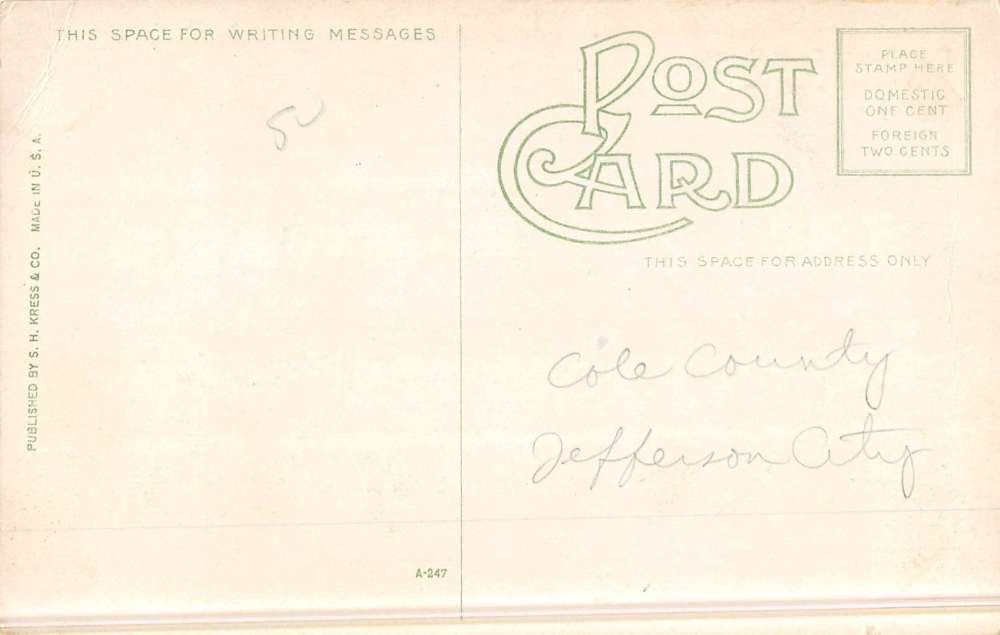 THIS SPACE FOR WRITING MESSAGES
POST
CARD
PLACE
STAMP HERE
DOMESTIC
ONE CENT
FOREIGN
TWO CENTS
THIS SPACE FOR ADDRESS ONLY
PUBLISHED BY S. H. KRESS & CO. MADE IN U. S. A.
Cole County
Jefferson City
A-247